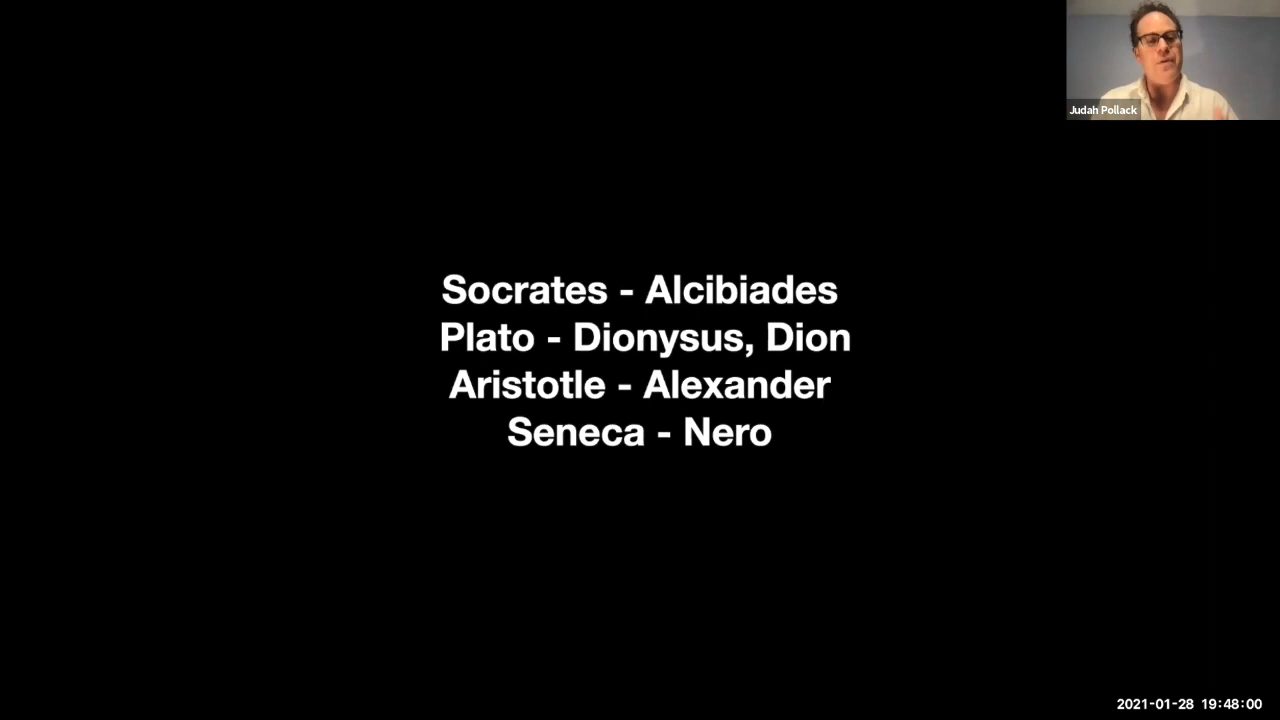 Judah Pollack
Socrates - Alcibiades
Plato - Dionysus, Dion
Aristotle - Alexander
Seneca - Nero
2021-01-28 19:48:00